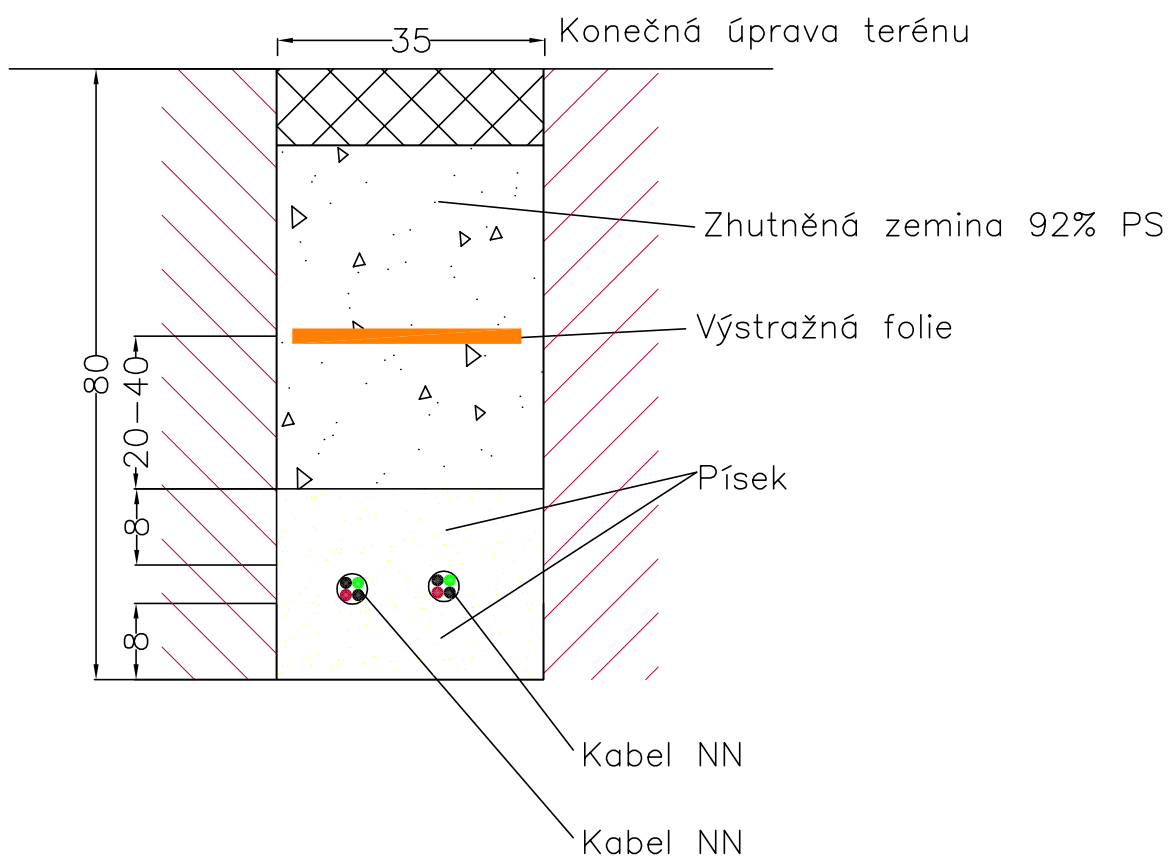 35
Konečná úprava terénu
Zhutněná zemina 92% PS
Výstražná folie
80
20-40
Písek
8
8
Kabel NN
Kabel NN